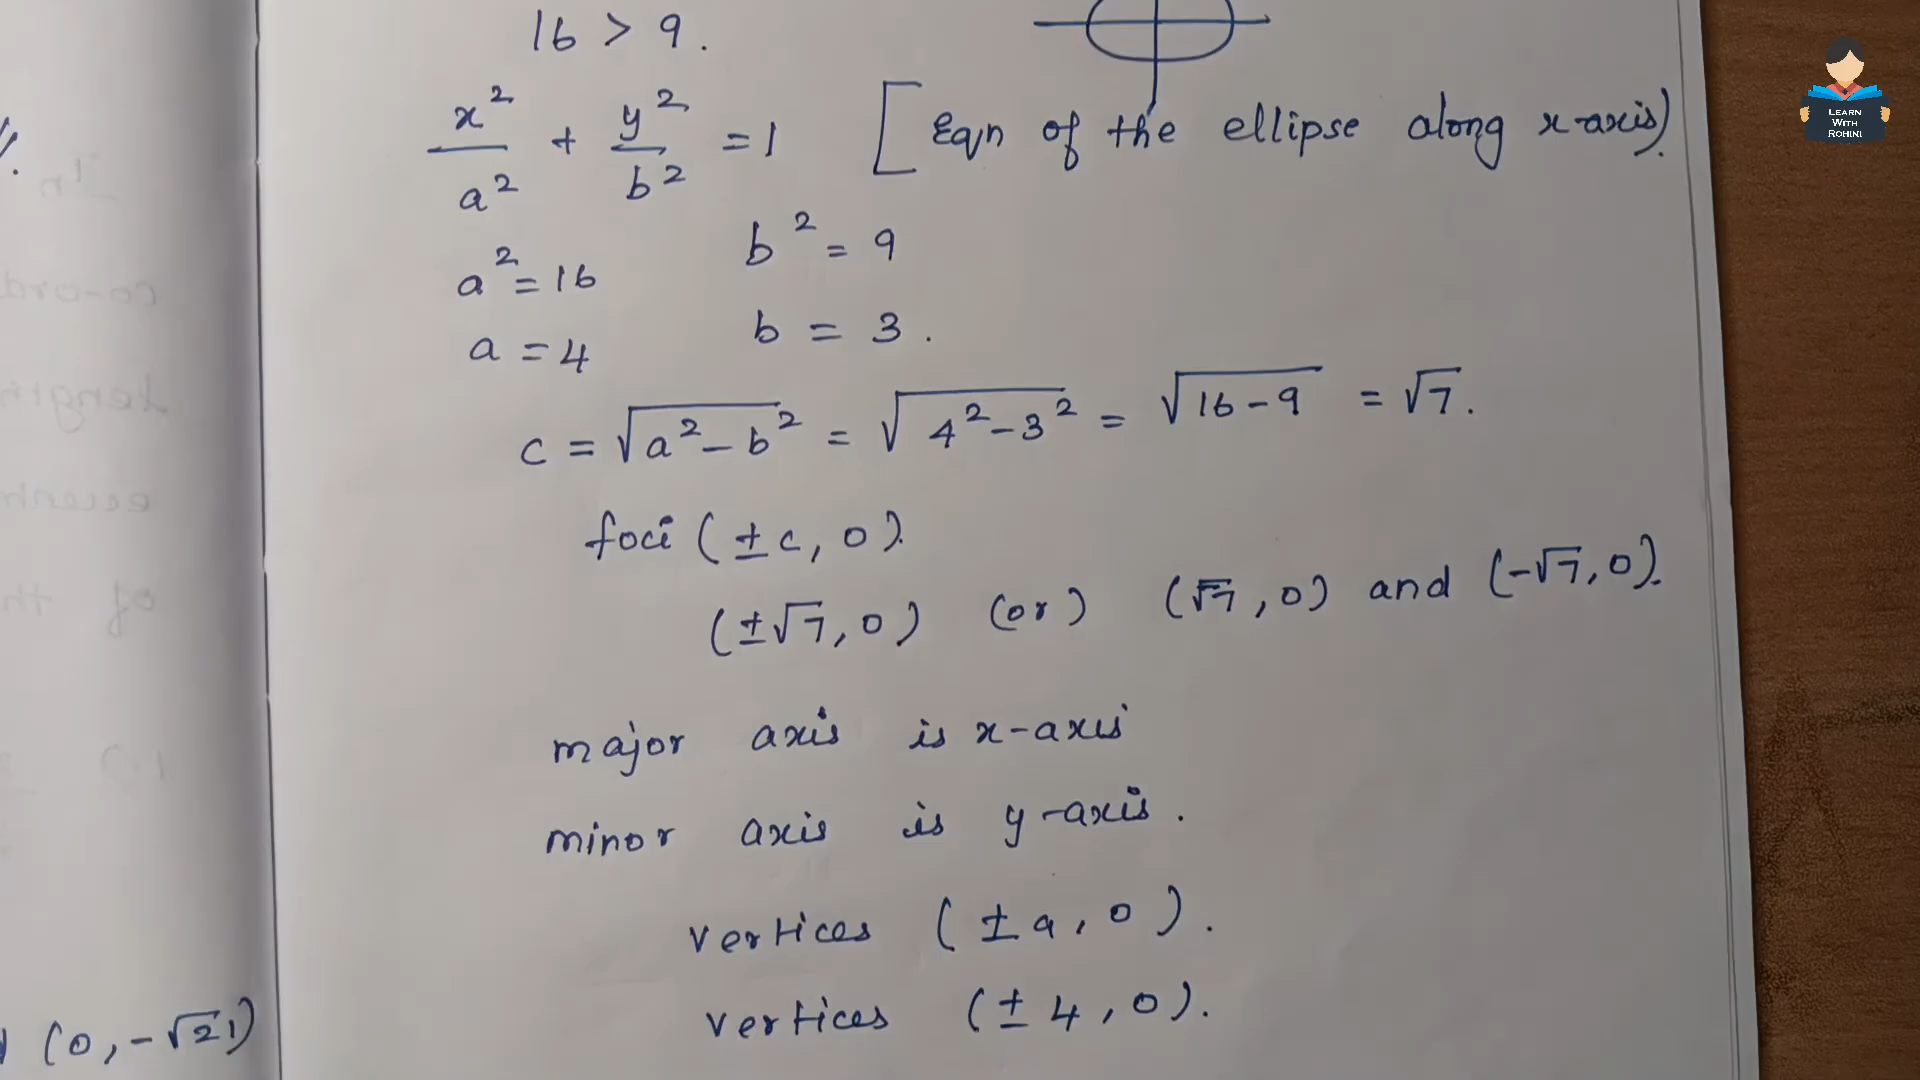 16 > 9.
x²/a² + y²/b² = 1 [Eqn of the ellipse along x-axis)
a² = 16 b² = 9
a = 4 b = 3.
c = √(a² – b²) = √(4² – 3²) = √(16 – 9) = √7.
foci (± c, 0).
(± √7, 0) (or) (√7, 0) and (-√7, 0).
major axis is x-axis
minor axis is y-axis.
vertices (± a, 0).
vertices (± 4, 0).
(0, -√21)
LEARN
WITH
ROHINI